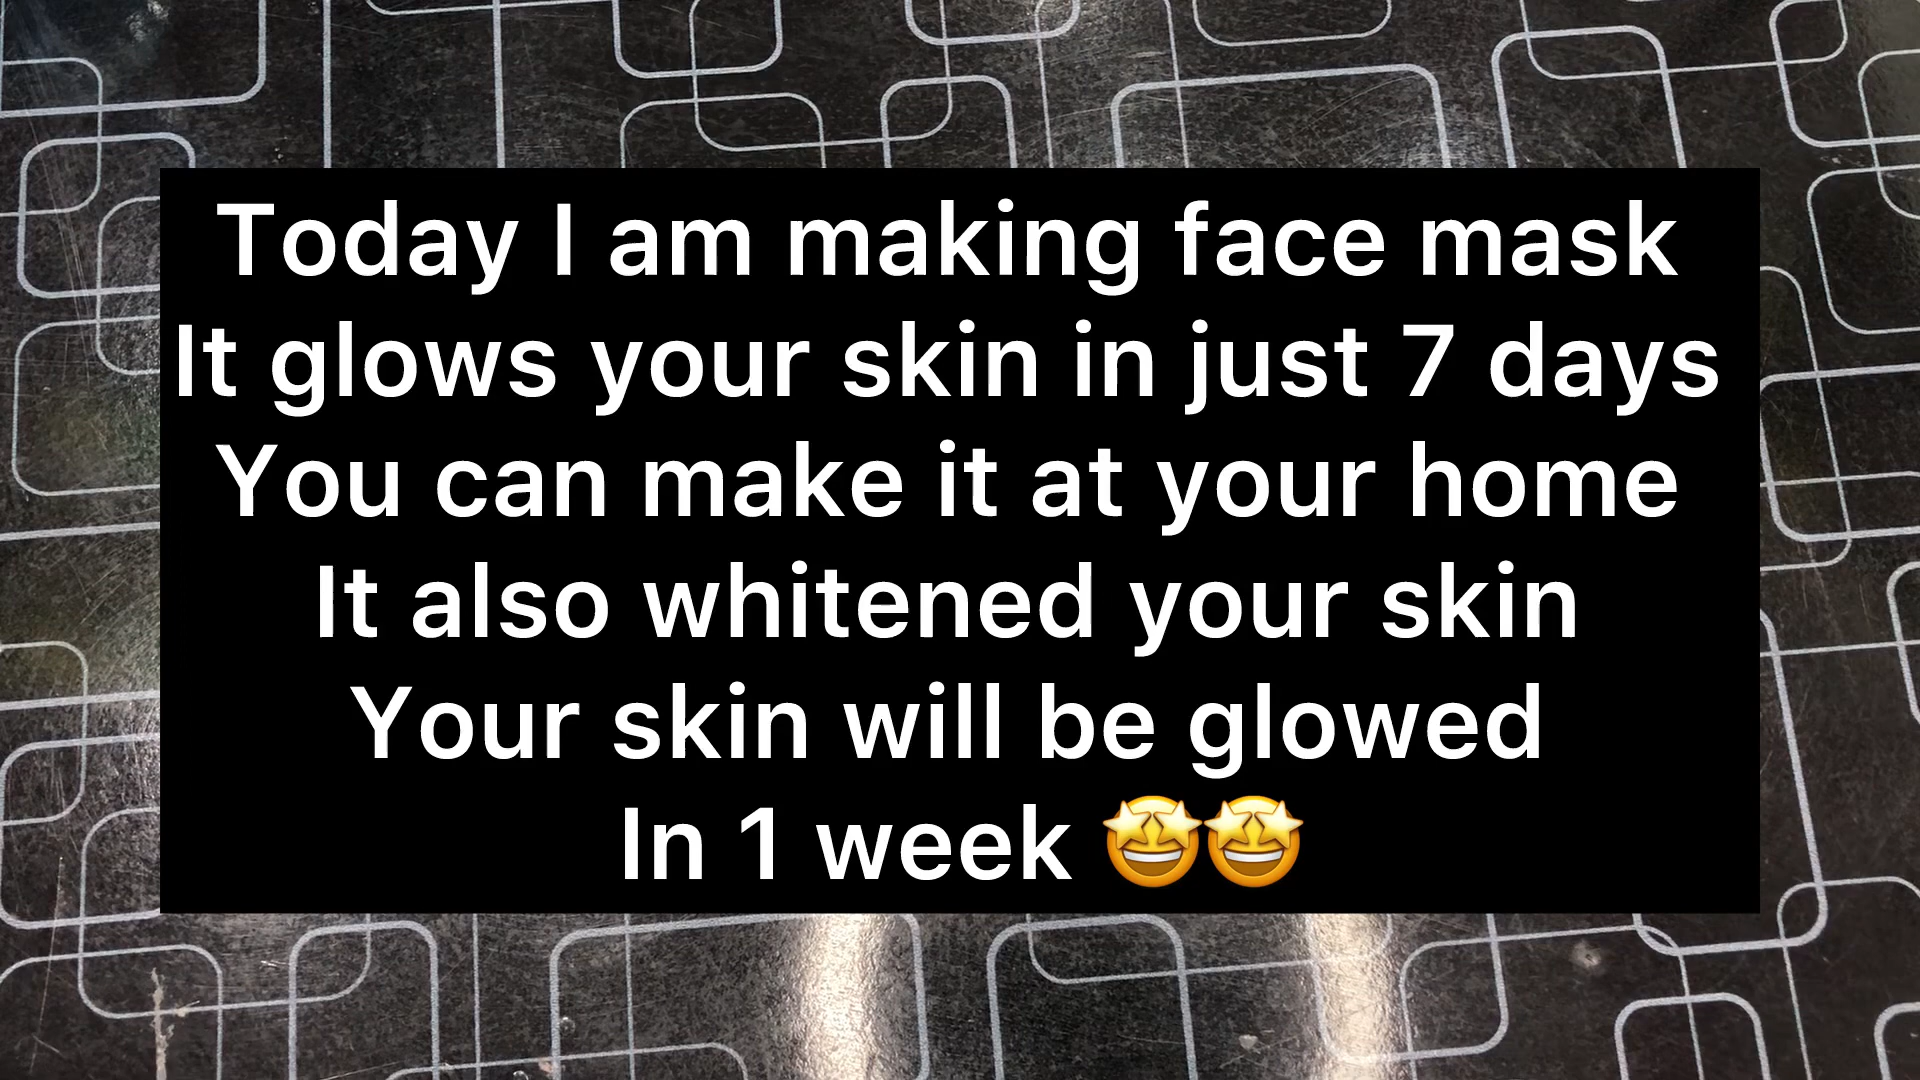 Today I am making face mask
It glows your skin in just 7 days
You can make it at your home
It also whitened your skin
Your skin will be glowed
In 1 week 🤩🤩